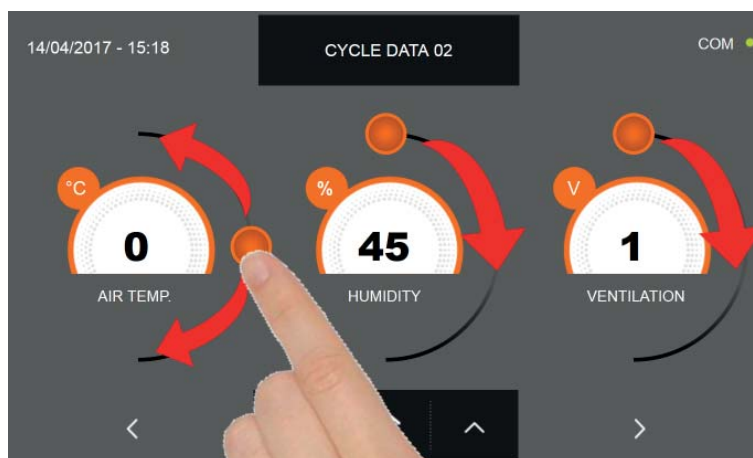 14/04/2017 - 15:18
CYCLE DATA 02
COM
°C
%
V
0
45
1
AIR TEMP.
HUMIDITY
VENTILATION